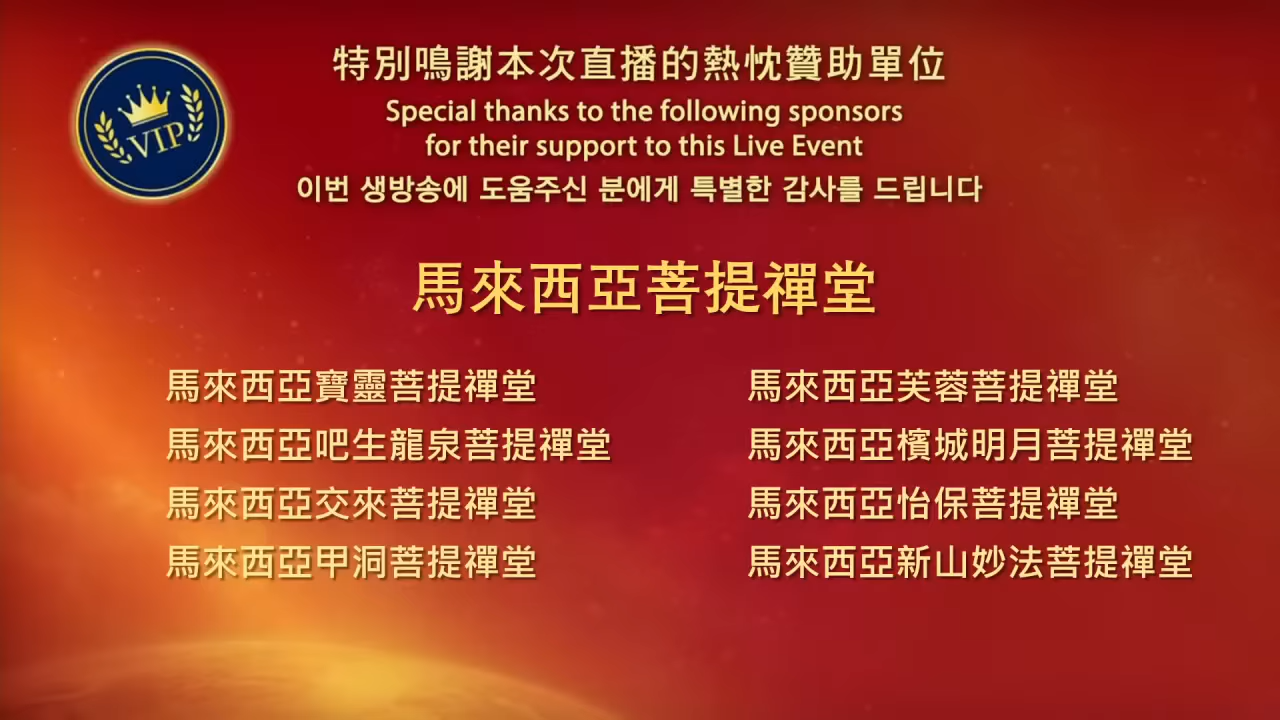 VIP
特別鳴謝本次直播的熱忱贊助單位
Special thanks to the following sponsors
for their support to this Live Event
이번 생방송에 도움주신 분에게 특별한 감사를 드립니다
馬來西亞菩提禪堂
馬來西亞寶靈菩提禪堂
馬來西亞吧生龍泉菩提禪堂
馬來西亞交來菩提禪堂
馬來西亞甲洞菩提禪堂
馬來西亞芙蓉菩提禪堂
馬來西亞檳城明月菩提禪堂
馬來西亞怡保菩提禪堂
馬來西亞新山妙法菩提禪堂